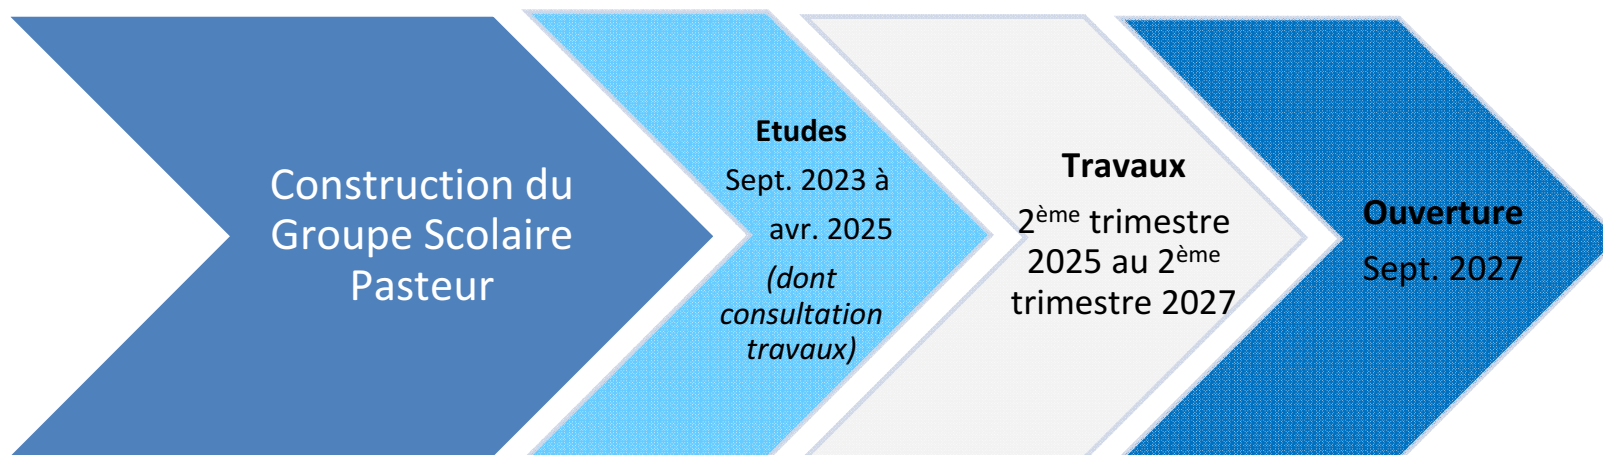 Construction du
Groupe Scolaire
Pasteur
Etudes
Sept. 2023 à
avr. 2025
(dont
consultation
travaux)
Travaux
2ème trimestre
2025 au 2ème
trimestre 2027
Ouverture
Sept. 2027